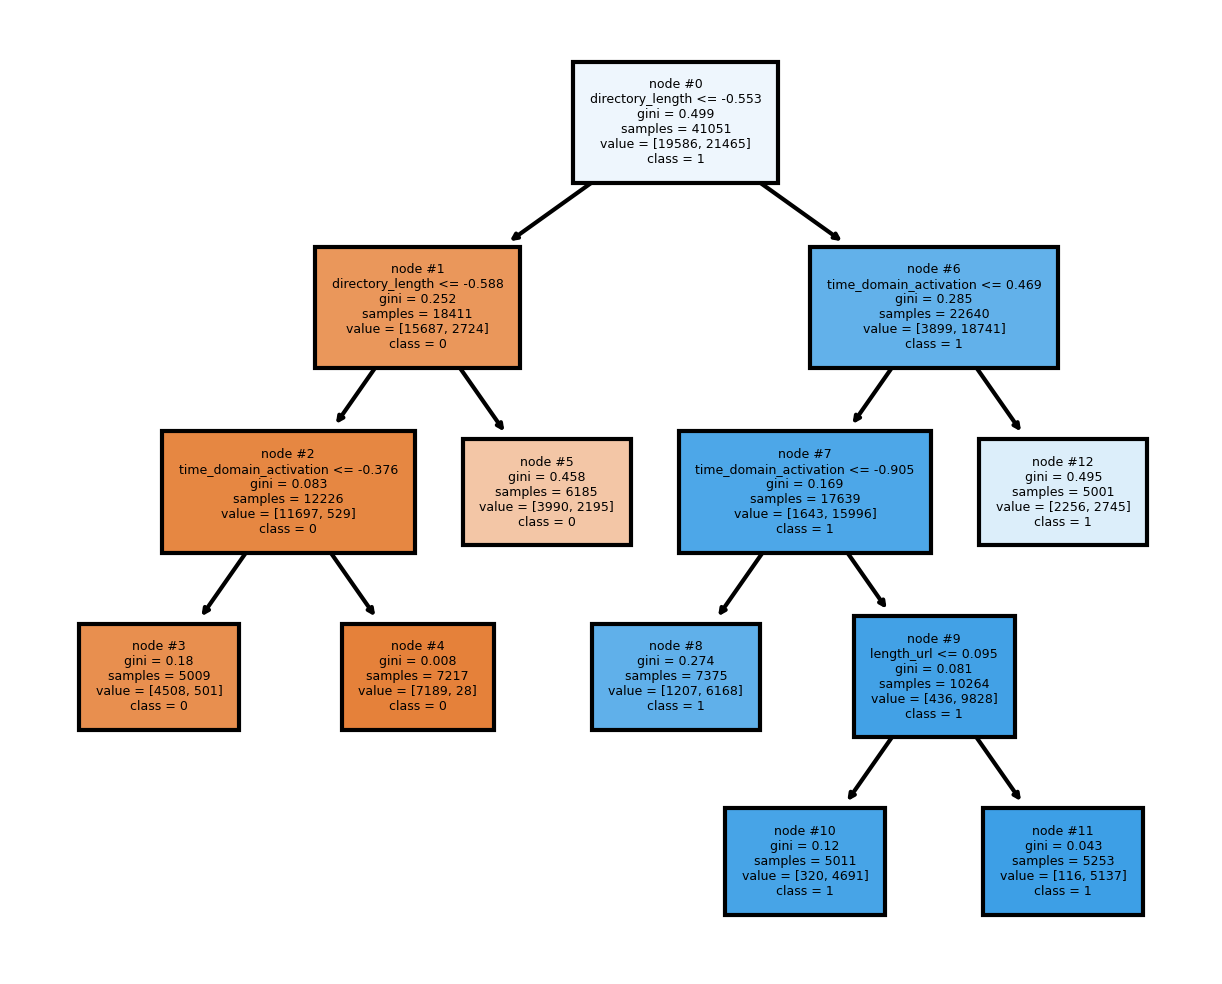 node #0
directory_length <= -0.553
gini = 0.499
samples = 41051
value = [19586, 21465]
class = 1
node #1
directory_length <= -0.588
gini = 0.252
samples = 18411
value = [15687, 2724]
class = 0
node #6
time_domain_activation <= 0.469
gini = 0.285
samples = 22640
value = [3899, 18741]
class = 1
node #2
time_domain_activation <= -0.376
gini = 0.083
samples = 12226
value = [11697, 529]
class = 0
node #5
gini = 0.458
samples = 6185
value = [3990, 2195]
class = 0
node #7
time_domain_activation <= -0.905
gini = 0.169
samples = 17639
value = [1643, 15996]
class = 1
node #12
gini = 0.495
samples = 5001
value = [2256, 2745]
class = 1
node #3
gini = 0.18
samples = 5009
value = [4508, 501]
class = 0
node #4
gini = 0.008
samples = 7217
value = [7189, 28]
class = 0
node #8
gini = 0.274
samples = 7375
value = [1207, 6168]
class = 1
node #9
length_url <= 0.095
gini = 0.081
samples = 10264
value = [436, 9828]
class = 1
node #10
gini = 0.12
samples = 5011
value = [320, 4691]
class = 1
node #11
gini = 0.043
samples = 5253
value = [116, 5137]
class = 1